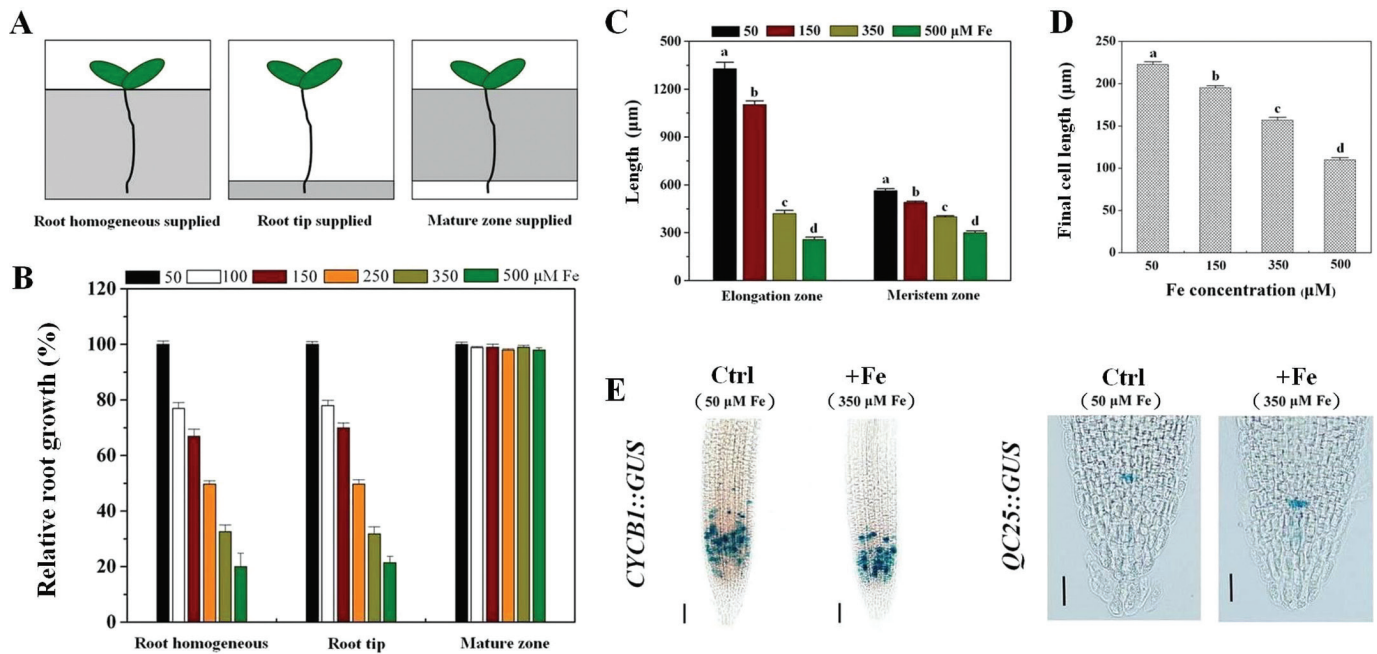 A
Root homogeneous supplied
Root tip supplied
Mature zone supplied
B
50 100 150 250 350 500 µM Fe
Relative root growth (%)
120
100
80
60
40
20
0
Root homogeneous
Root tip
Mature zone
C
50 150 350 500 µM Fe
Length (µm)
1500
1200
900
600
300
0
a
b
c
d
a
b
c
d
Elongation zone
Meristem zone
D
Final cell length (µm)
250
200
150
100
50
0
a
b
c
d
50 150 350 500
Fe concentration (µM)
E
Ctrl
(50 µM Fe)
+Fe
(350 µM Fe)
CYCB1::GUS
Ctrl
(50 µM Fe)
+Fe
(350 µM Fe)
QC25::GUS